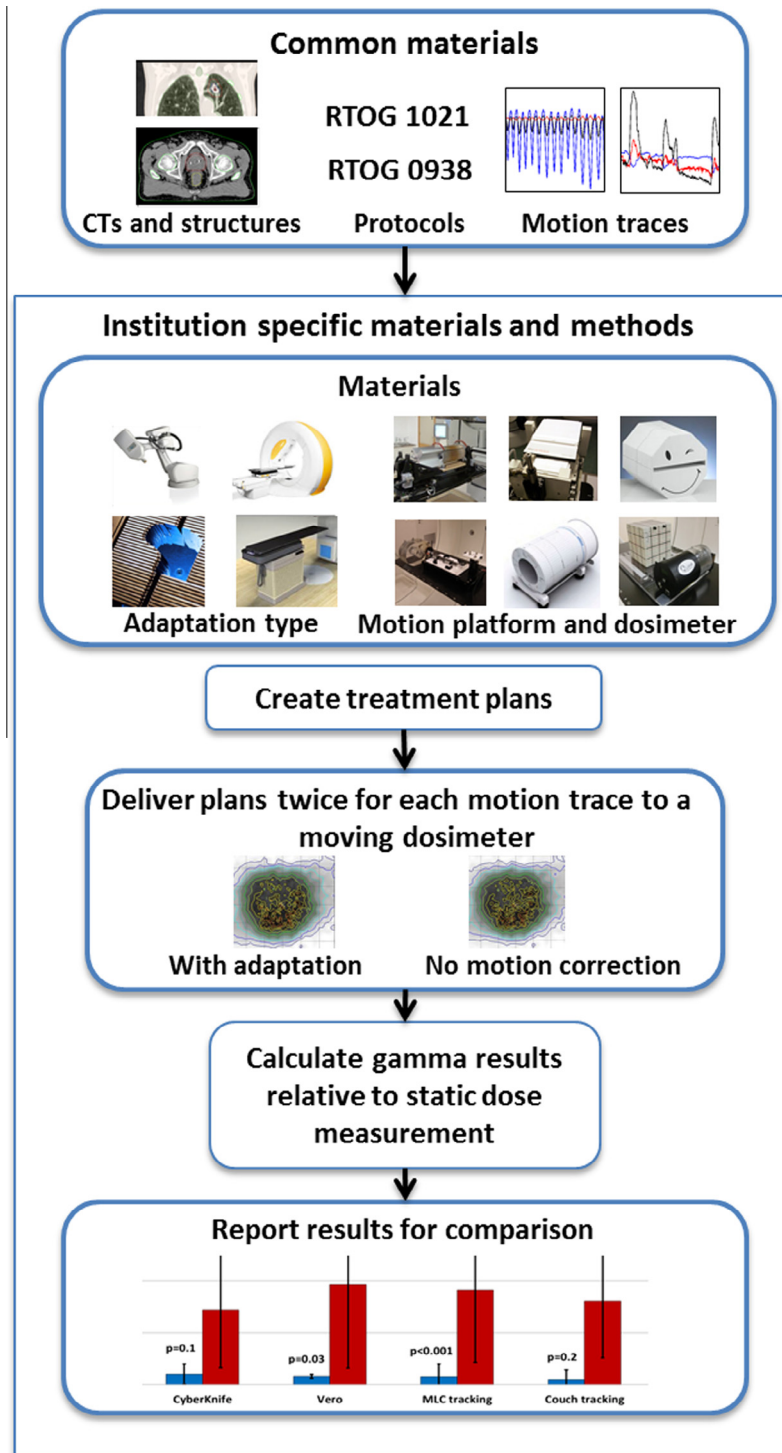 Common materials
RTOG 1021
RTOG 0938
CTs and structures
Protocols
Motion traces
Institution specific materials and methods
Materials
Adaptation type
Motion platform and dosimeter
Create treatment plans
Deliver plans twice for each motion trace to a
moving dosimeter
With adaptation
No motion correction
Calculate gamma results
relative to static dose
measurement
Report results for comparison
p=0.1
p=0.03
p<0.001
p=0.2
CyberKnife
Vero
MLC tracking
Couch tracking